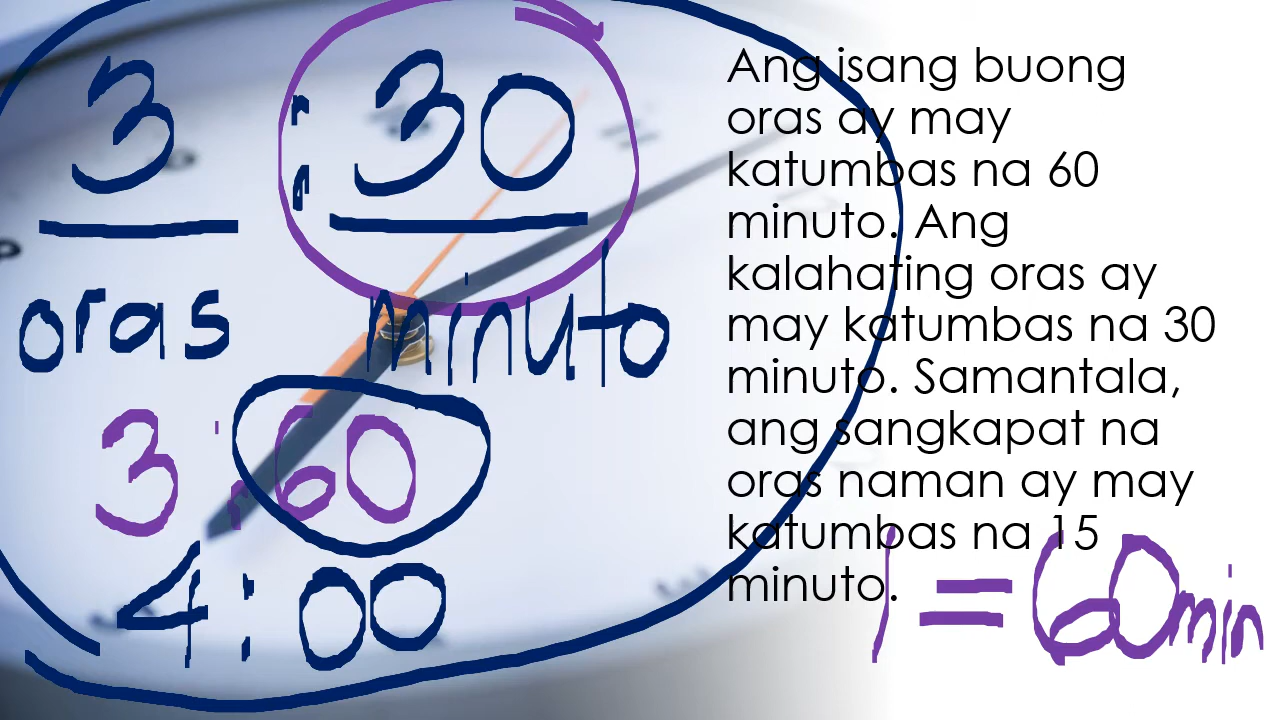 3 : 30
oras minuto
3 : 60
4 : 00
Ang isang buong
oras ay may
katumbas na 60
minuto. Ang
kalahating oras ay
may katumbas na 30
minuto. Samantala,
ang sangkapat na
oras naman ay may
katumbas na 15
minuto.
1 = 60min